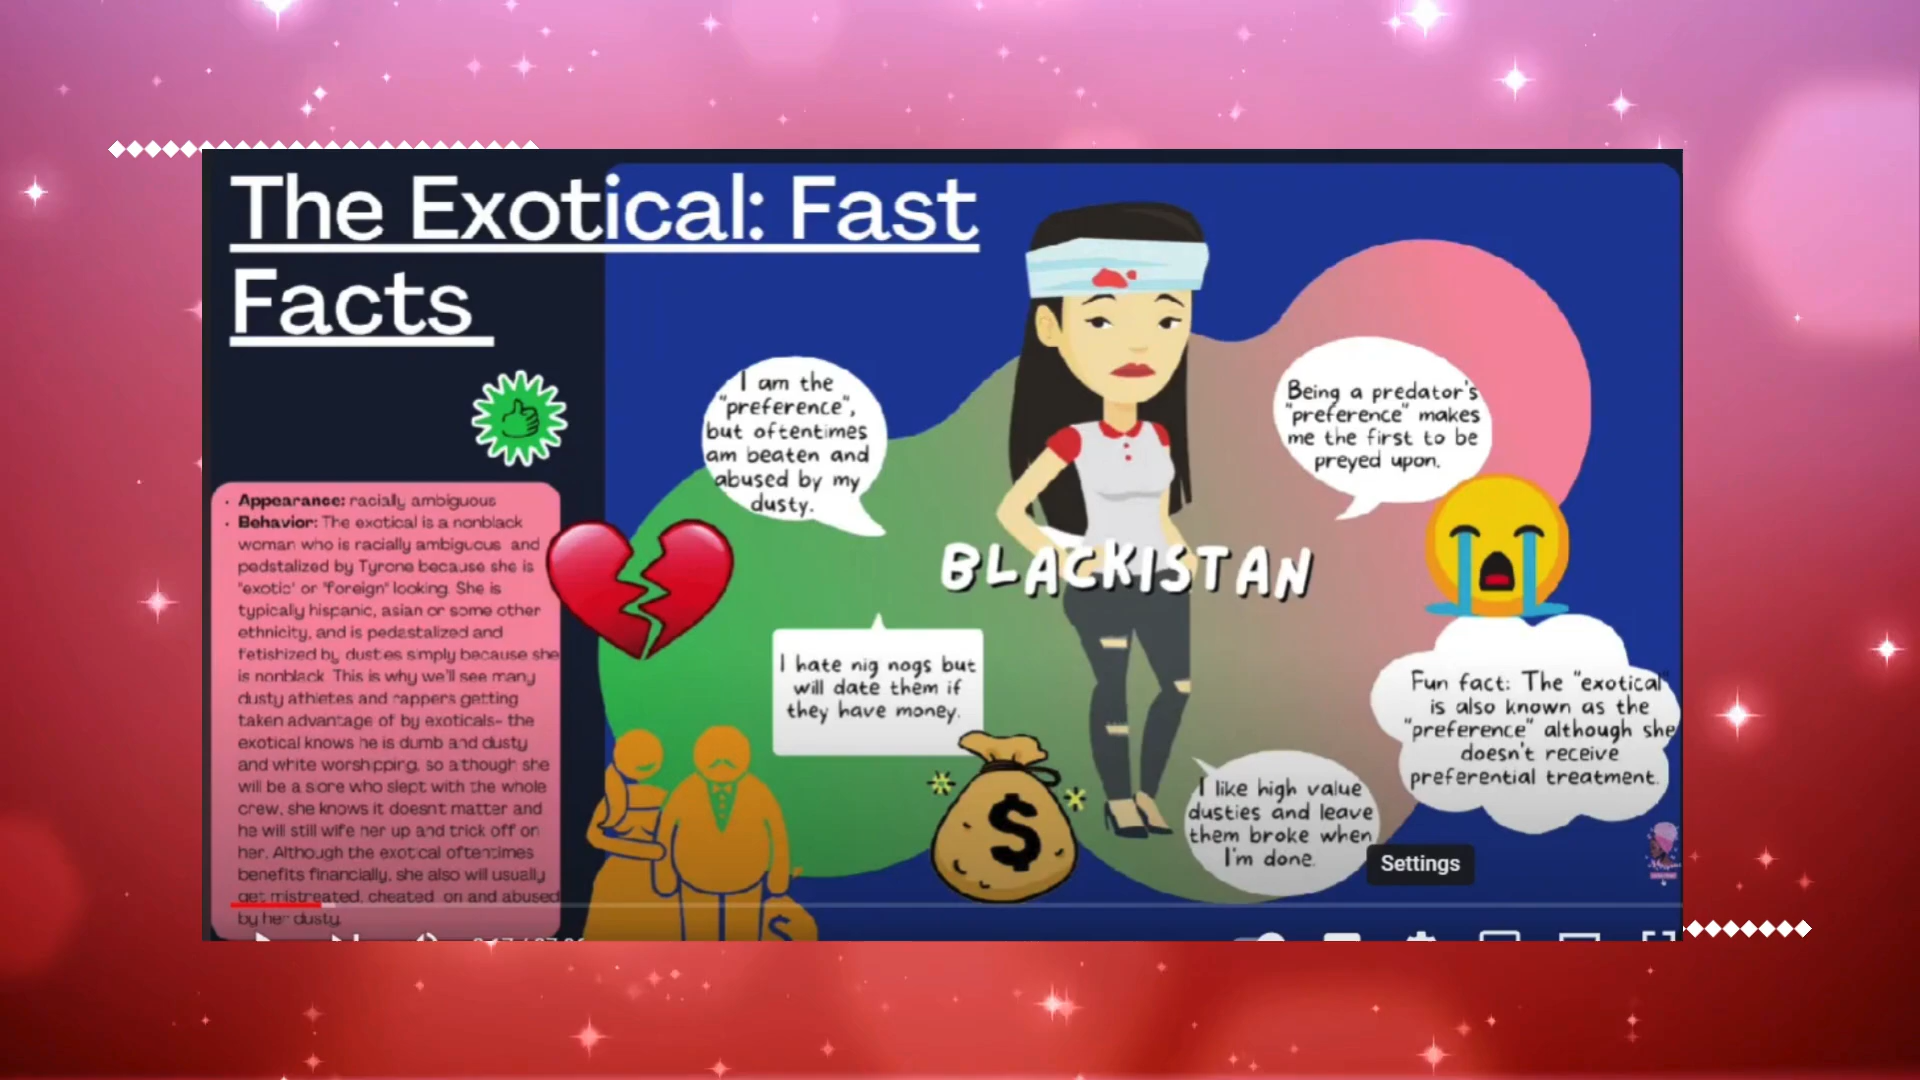 The Exotical: Fast
Facts
• Appearance: racially ambiguous
• Behavior: The exotical is a nonblack
woman who is racially ambiguous and
pedstalized by Tyrone because she is
"exotic" or "foreign" looking. She is
typically hispanic, asian or some other
ethnicity, and is pedastalized and
fetishized by dusties simply because she
is nonblack. This is why we'll see many
dusty athletes and rappers getting
taken advantage of by exoticals- the
exotical knows he is dumb and dusty
and white worshipping, so although she
will be a s ore who slept with the whole
crew, she knows it doesnt matter and
he will still wife her up and trick off on
her. Although the exotical oftentimes
benefits financially, she also will usually
get mistreated, cheated on and abused
by her dusty.
I am the
"preference",
but oftentimes
am beaten and
abused by my
dusty.
Being a predator's
"preference" makes
me the first to be
preyed upon.
BLACKISTAN
I hate nig nogs but
will date them if
they have money.
$
Fun fact: The "exotical"
is also known as the
"preference" although she
doesn't receive
preferential treatment.
I like high value
dusties and leave
them broke when
I'm done.
Settings